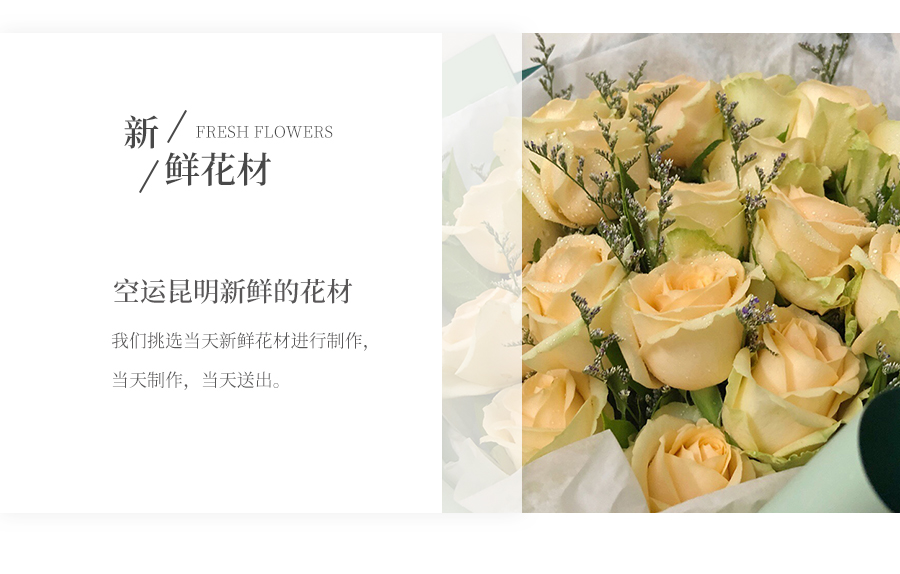 新
FRESH FLOWERS
鲜花材
空运昆明新鲜的花材
我们挑选当天新鲜花材进行制作，
当天制作，当天送出。